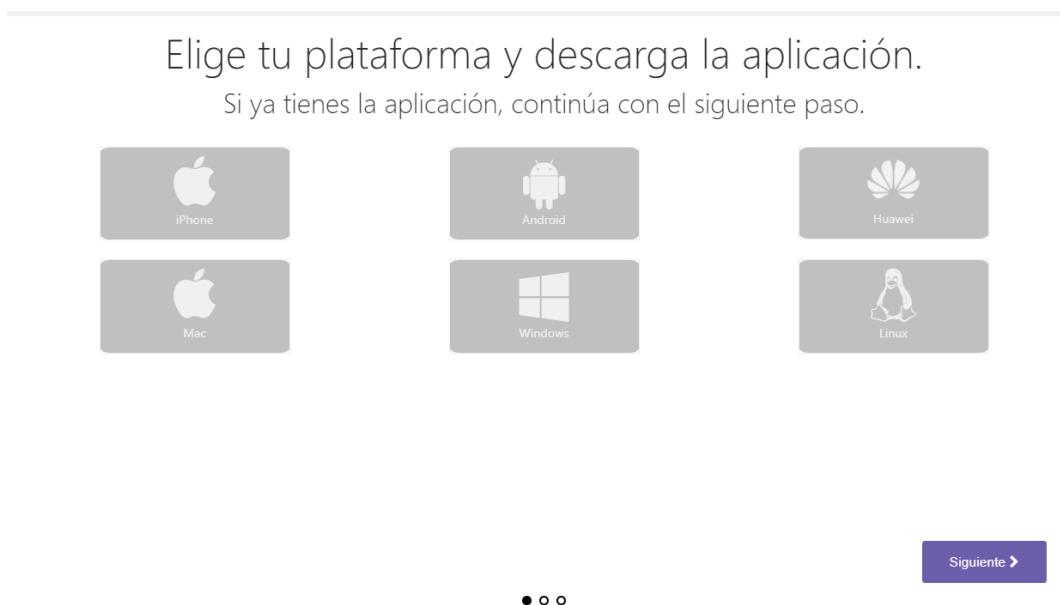 Elige tu plataforma y descarga la aplicación.
Si ya tienes la aplicación, continúa con el siguiente paso.
iPhone
Android
Huawei
Mac
Windows
Linux
Siguiente